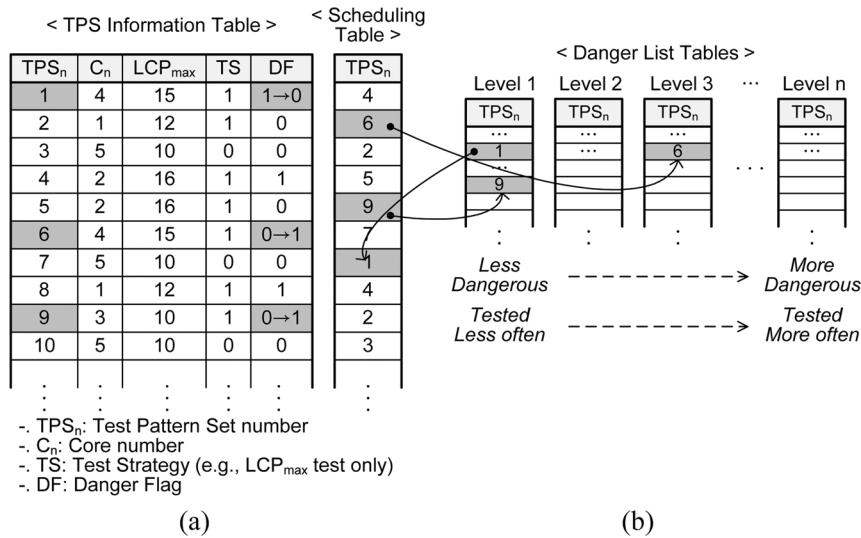 < TPS Information Table >
TPSn Cn LCPmax TS DF
1 4 15 1 1→0
2 1 12 1 0
3 5 10 0 0
4 2 16 1 1
5 2 16 1 0
6 4 15 1 0→1
7 5 10 0 0
8 1 12 1 1
9 3 10 1 0→1
10 5 10 0 0
< Scheduling
Table >
TPSn
4
6
2
5
9
7
1
4
2
3
-. TPSn: Test Pattern Set number
-. Cn: Core number
-. TS: Test Strategy (e.g., LCPmax test only)
-. DF: Danger Flag
(a)
< Danger List Tables >
Level 1 Level 2 Level 3 ... Level n
TPSn TPSn TPSn TPSn
... ... ... ...
1 ... 6 ...
...
9
. . .
Less
Dangerous
More
Dangerous
Tested
Less often
Tested
More often
(b)